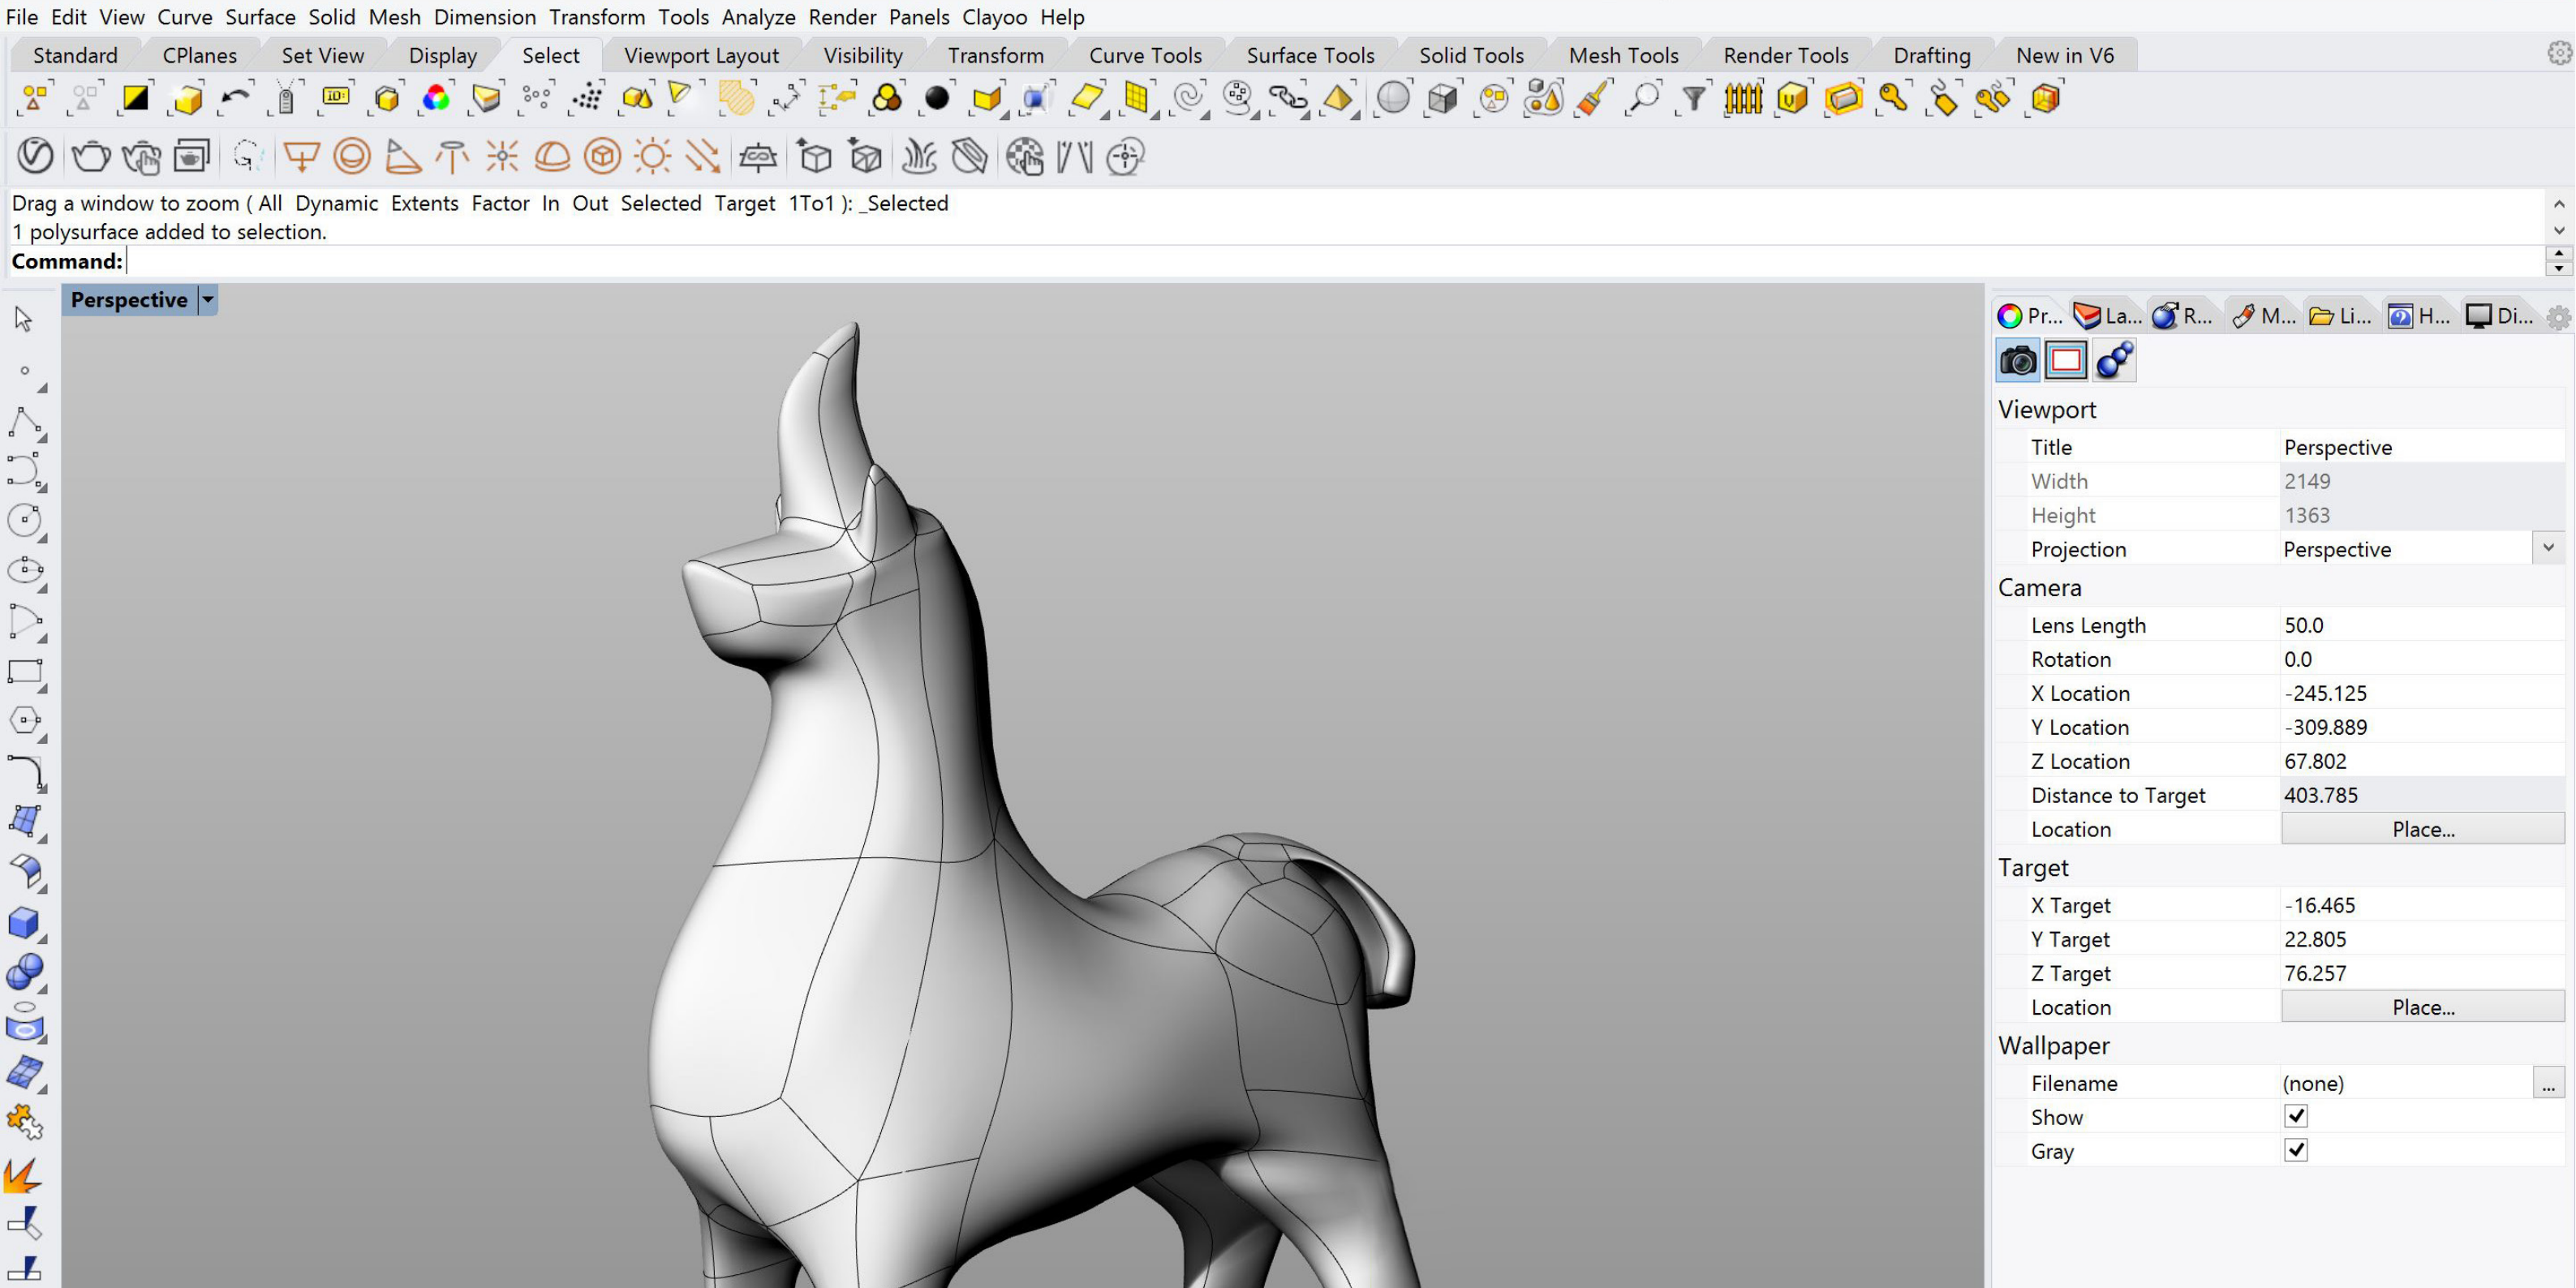 File Edit View Curve Surface Solid Mesh Dimension Transform Tools Analyze Render Panels Clayoo Help
Standard CPlanes Set View Display Select Viewport Layout Visibility Transform Curve Tools Surface Tools Solid Tools Mesh Tools Render Tools Drafting New in V6
ID:
U
Drag a window to zoom ( All Dynamic Extents Factor In Out Selected Target 1To1 ): _Selected
1 polysurface added to selection.
Command:
Perspective
Pr... La... R... M... Li... H... Di...
Viewport
Title Perspective
Width 2149
Height 1363
Projection Perspective
Camera
Lens Length 50.0
Rotation 0.0
X Location -245.125
Y Location -309.889
Z Location 67.802
Distance to Target 403.785
Location Place...
Target
X Target -16.465
Y Target 22.805
Z Target 76.257
Location Place...
Wallpaper
Filename (none) ...
Show
Gray